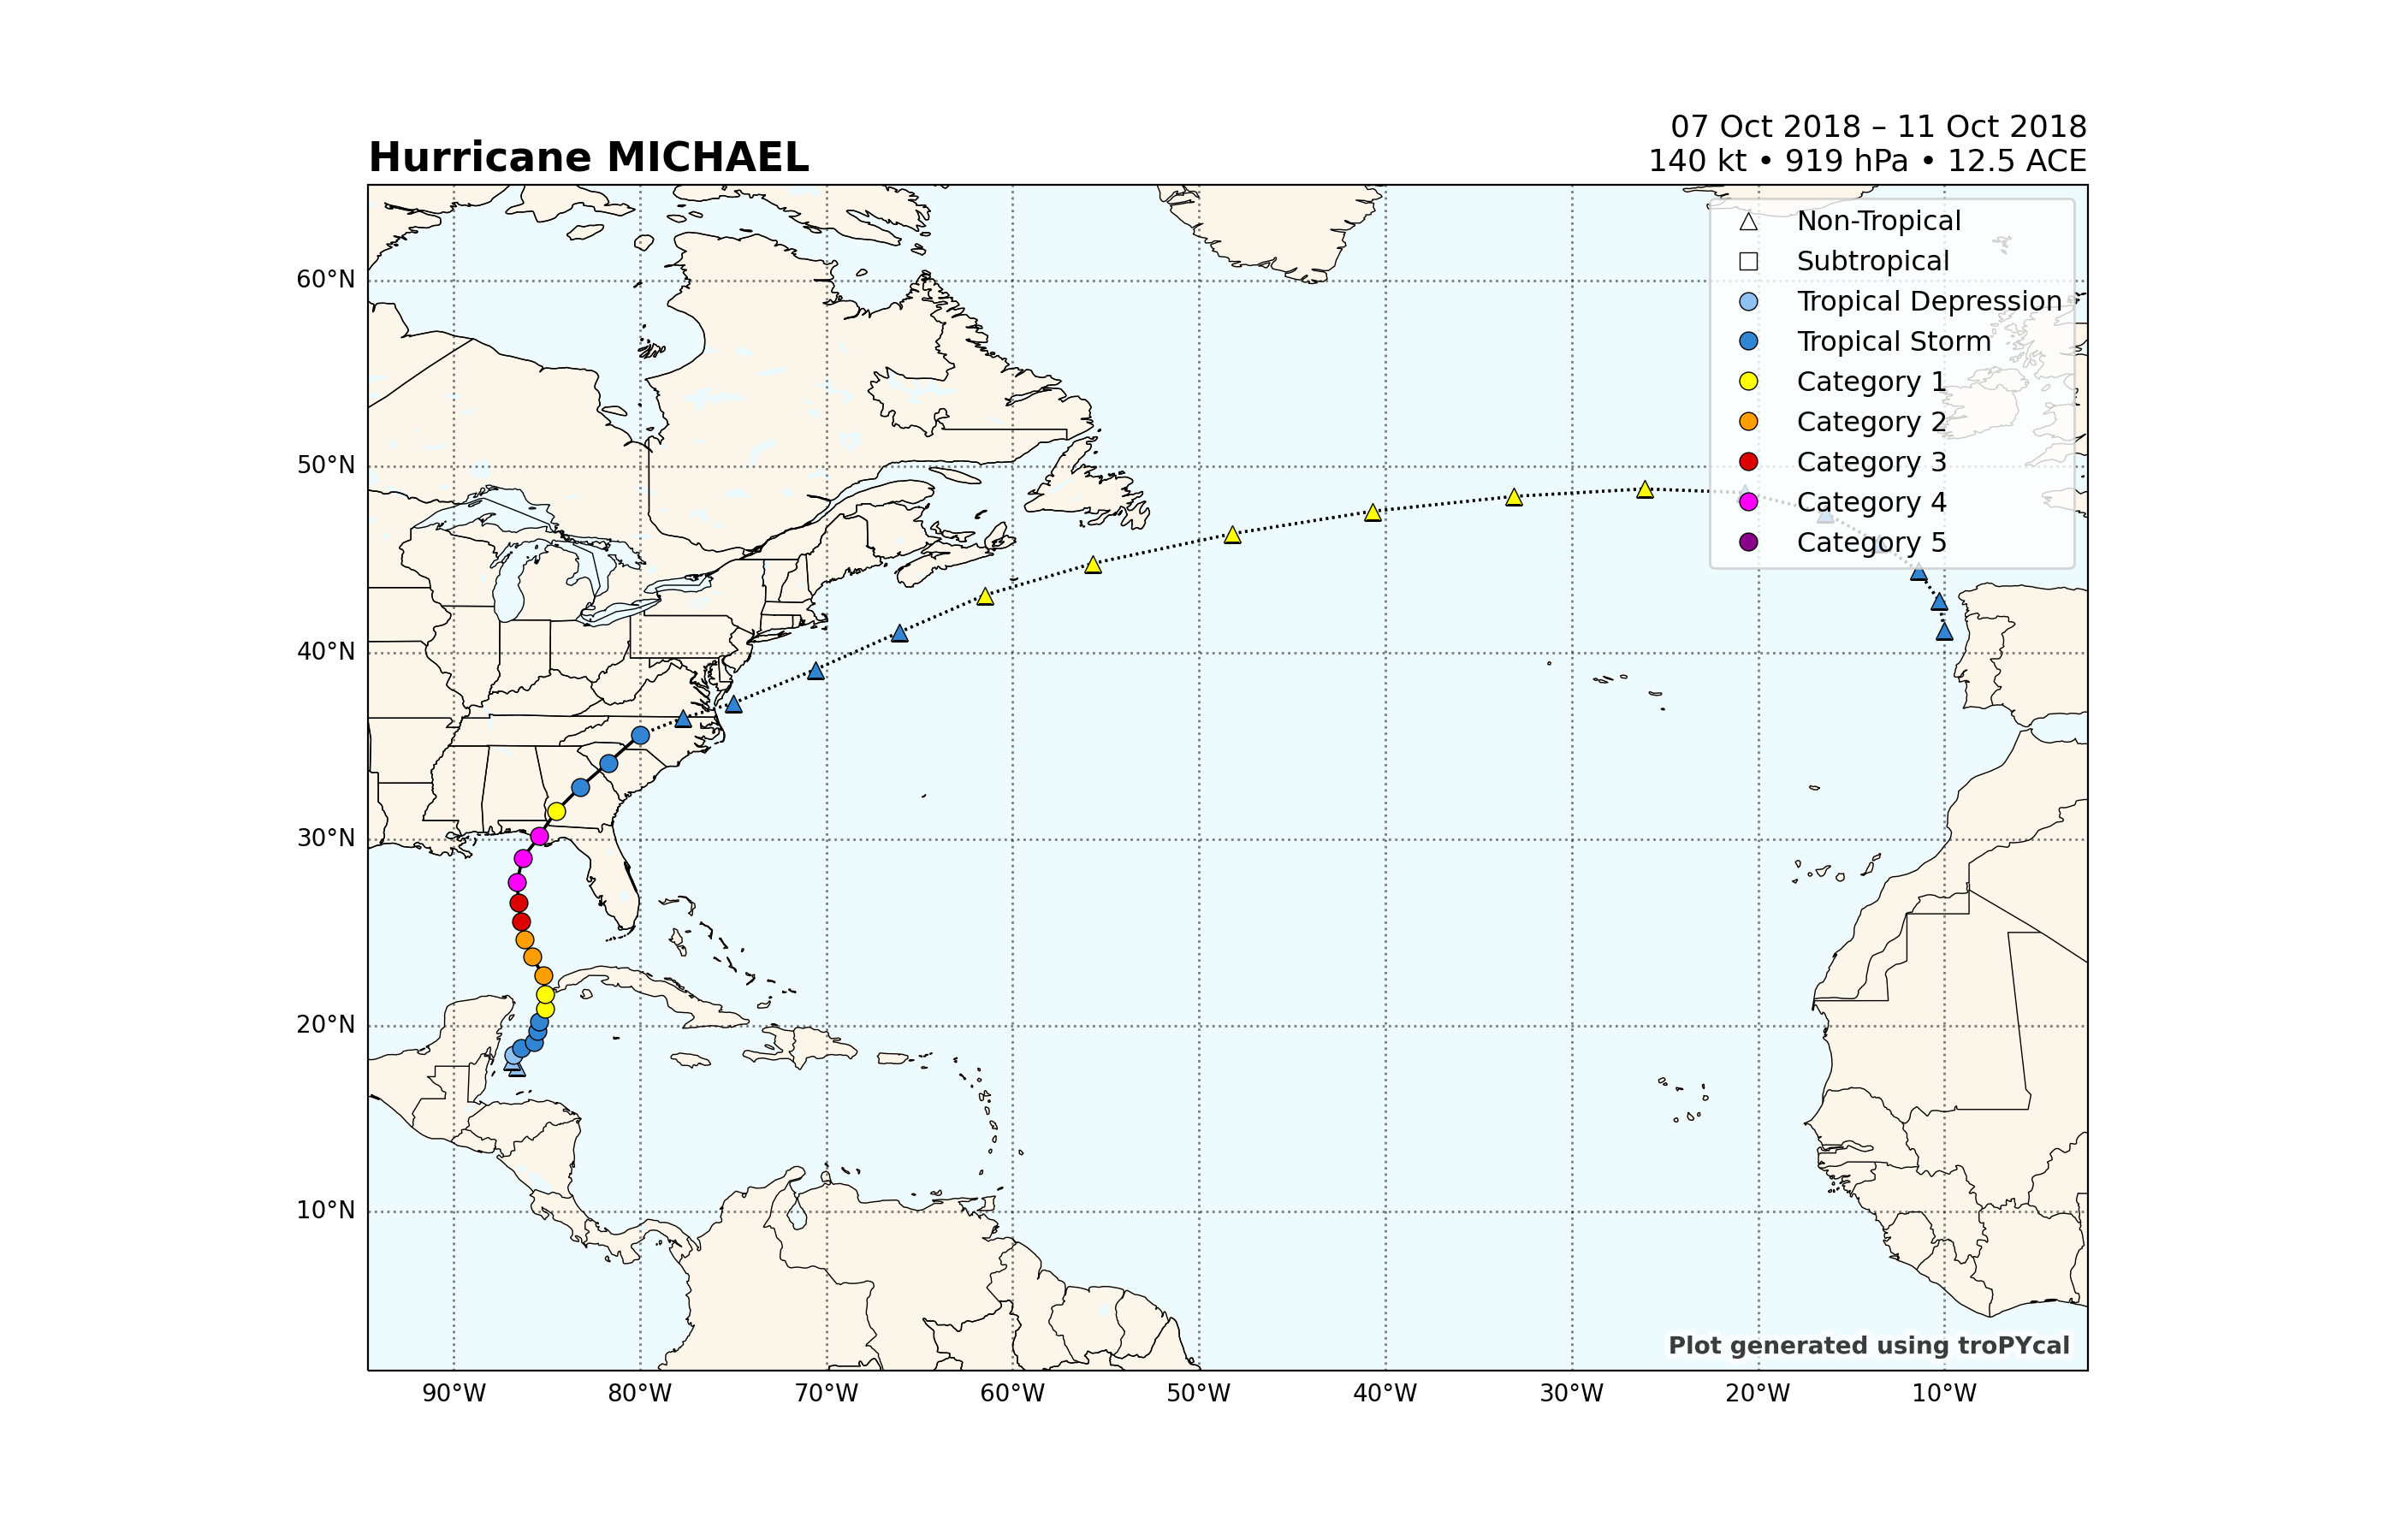 Hurricane MICHAEL
07 Oct 2018 – 11 Oct 2018
140 kt • 919 hPa • 12.5 ACE
Non-Tropical
Subtropical
Tropical Depression
Tropical Storm
Category 1
Category 2
Category 3
Category 4
Category 5
60°N
50°N
40°N
30°N
20°N
10°N
Plot generated using troPYcal
90°W 80°W 70°W 60°W 50°W 40°W 30°W 20°W 10°W